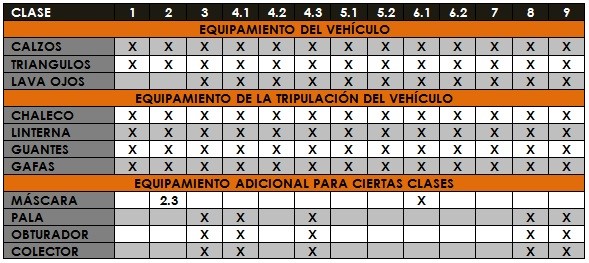 CLASE 1 2 3 4.1 4.2 4.3 5.1 5.2 6.1 6.2 7 8 9
EQUIPAMIENTO DEL VEHÍCULO
CALZOS X X X X X X X X X X X X X
TRIANGULOS X X X X X X X X X X X X X
LAVA OJOS X X X X X X X X X X X
EQUIPAMIENTO DE LA TRIPULACIÓN DEL VEHÍCULO
CHALECO X X X X X X X X X X X X X
LINTERNA X X X X X X X X X X X X X
GUANTES X X X X X X X X X X X X X
GAFAS X X X X X X X X X X X X X
EQUIPAMIENTO ADICIONAL PARA CIERTAS CLASES
MÁSCARA 2.3 X
PALA X X X X X
OBTURADOR X X X X X
COLECTOR X X X X X